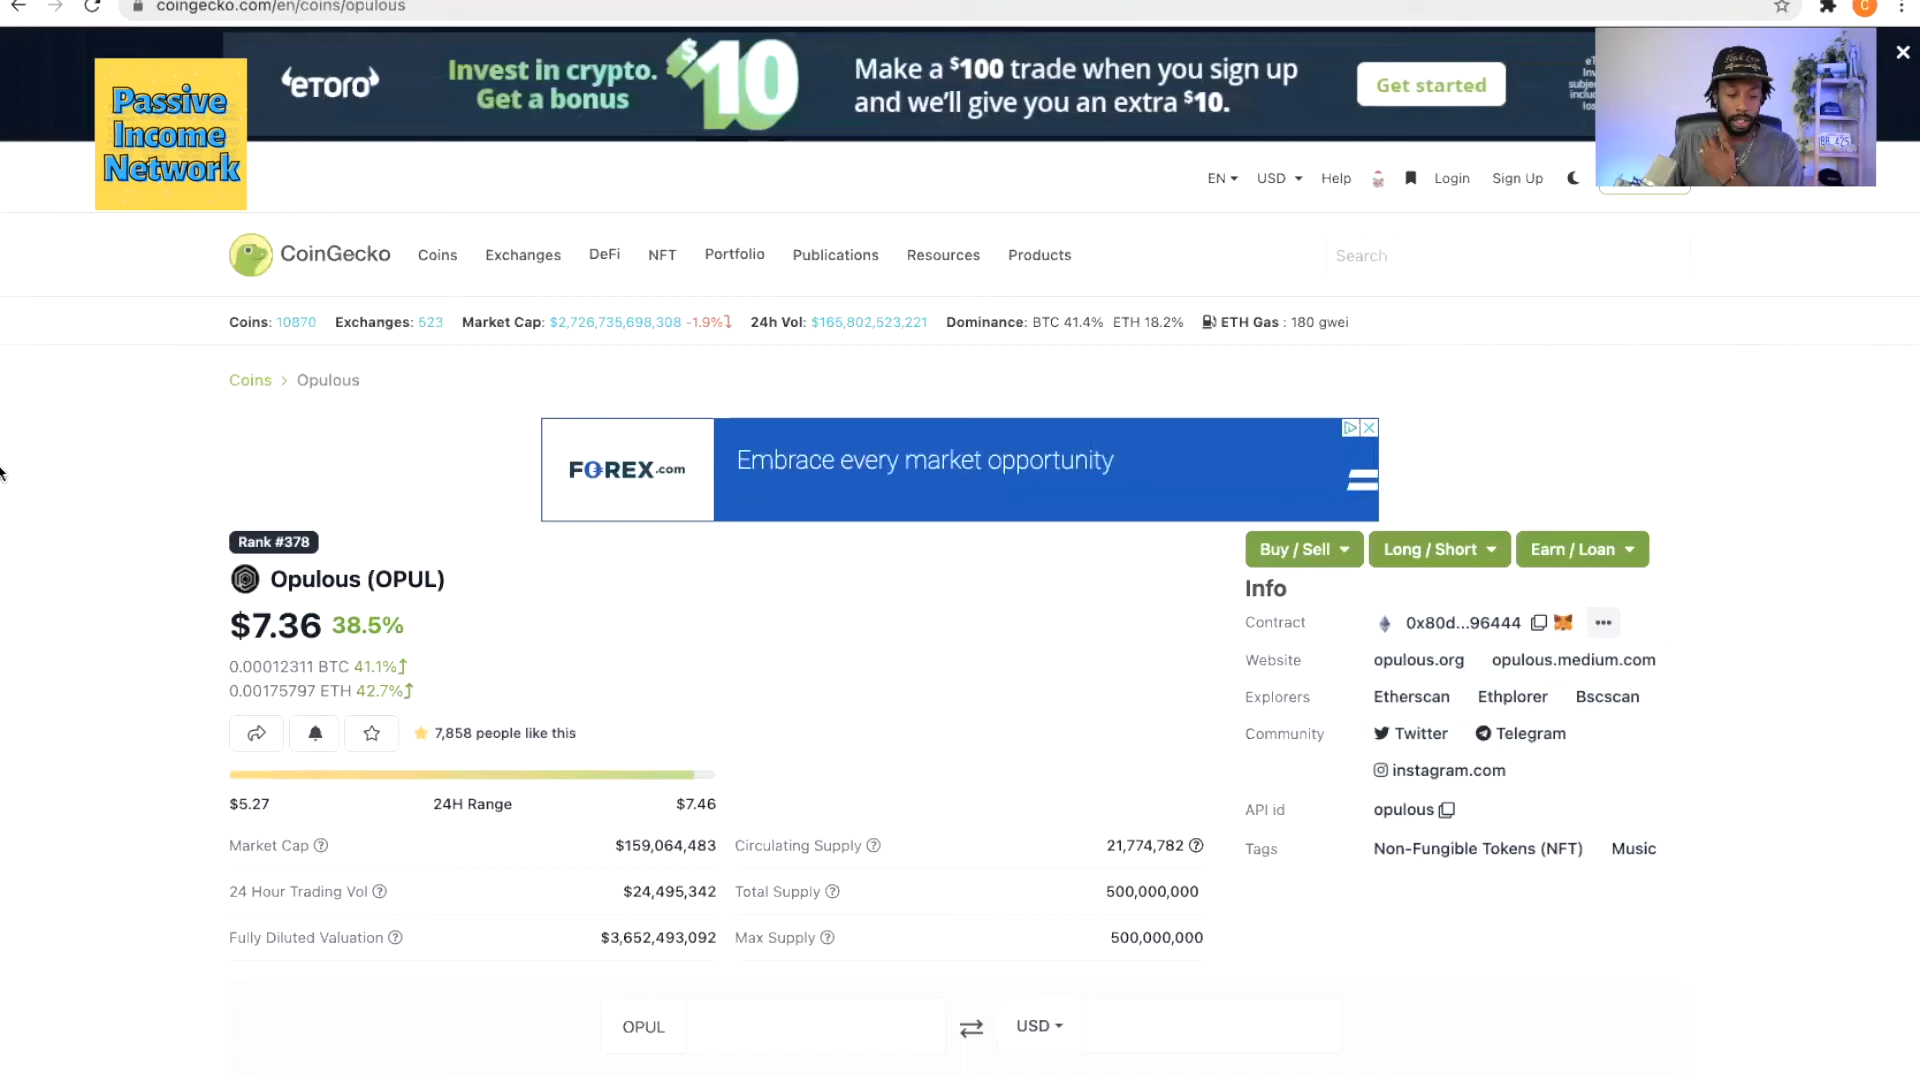 coingecko.com/en/coins/opulous
C
eTORO
Invest in crypto.
Get a bonus
$10
Make a $100 trade when you sign up
and we'll give you an extra $10.
Get started
Passive
Income
Network
EN
USD
Help
Login
Sign Up
CoinGecko
Coins
Exchanges
DeFi
NFT
Portfolio
Publications
Resources
Products
Search
Coins: 10870 Exchanges: 523 Market Cap: $2,726,735,698,308 -1.9% 24h Vol: $165,802,523,221 Dominance: BTC 41.4% ETH 18.2% ETH Gas : 180 gwei
Coins > Opulous
FOREX.com
Embrace every market opportunity
Rank #378
Opulous (OPUL)
$7.36 38.5%
0.00012311 BTC 41.1%
0.00175797 ETH 42.7%
7,858 people like this
$5.27 24H Range $7.46
Market Cap $159,064,483
24 Hour Trading Vol $24,495,342
Fully Diluted Valuation $3,652,493,092
Circulating Supply 21,774,782
Total Supply 500,000,000
Max Supply 500,000,000
Buy / Sell
Long / Short
Earn / Loan
Info
Contract 0x80d...96444 •••
Website opulous.org opulous.medium.com
Explorers Etherscan Ethplorer Bscscan
Community Twitter Telegram
instagram.com
API id opulous
Tags Non-Fungible Tokens (NFT) Music
OPUL
USD